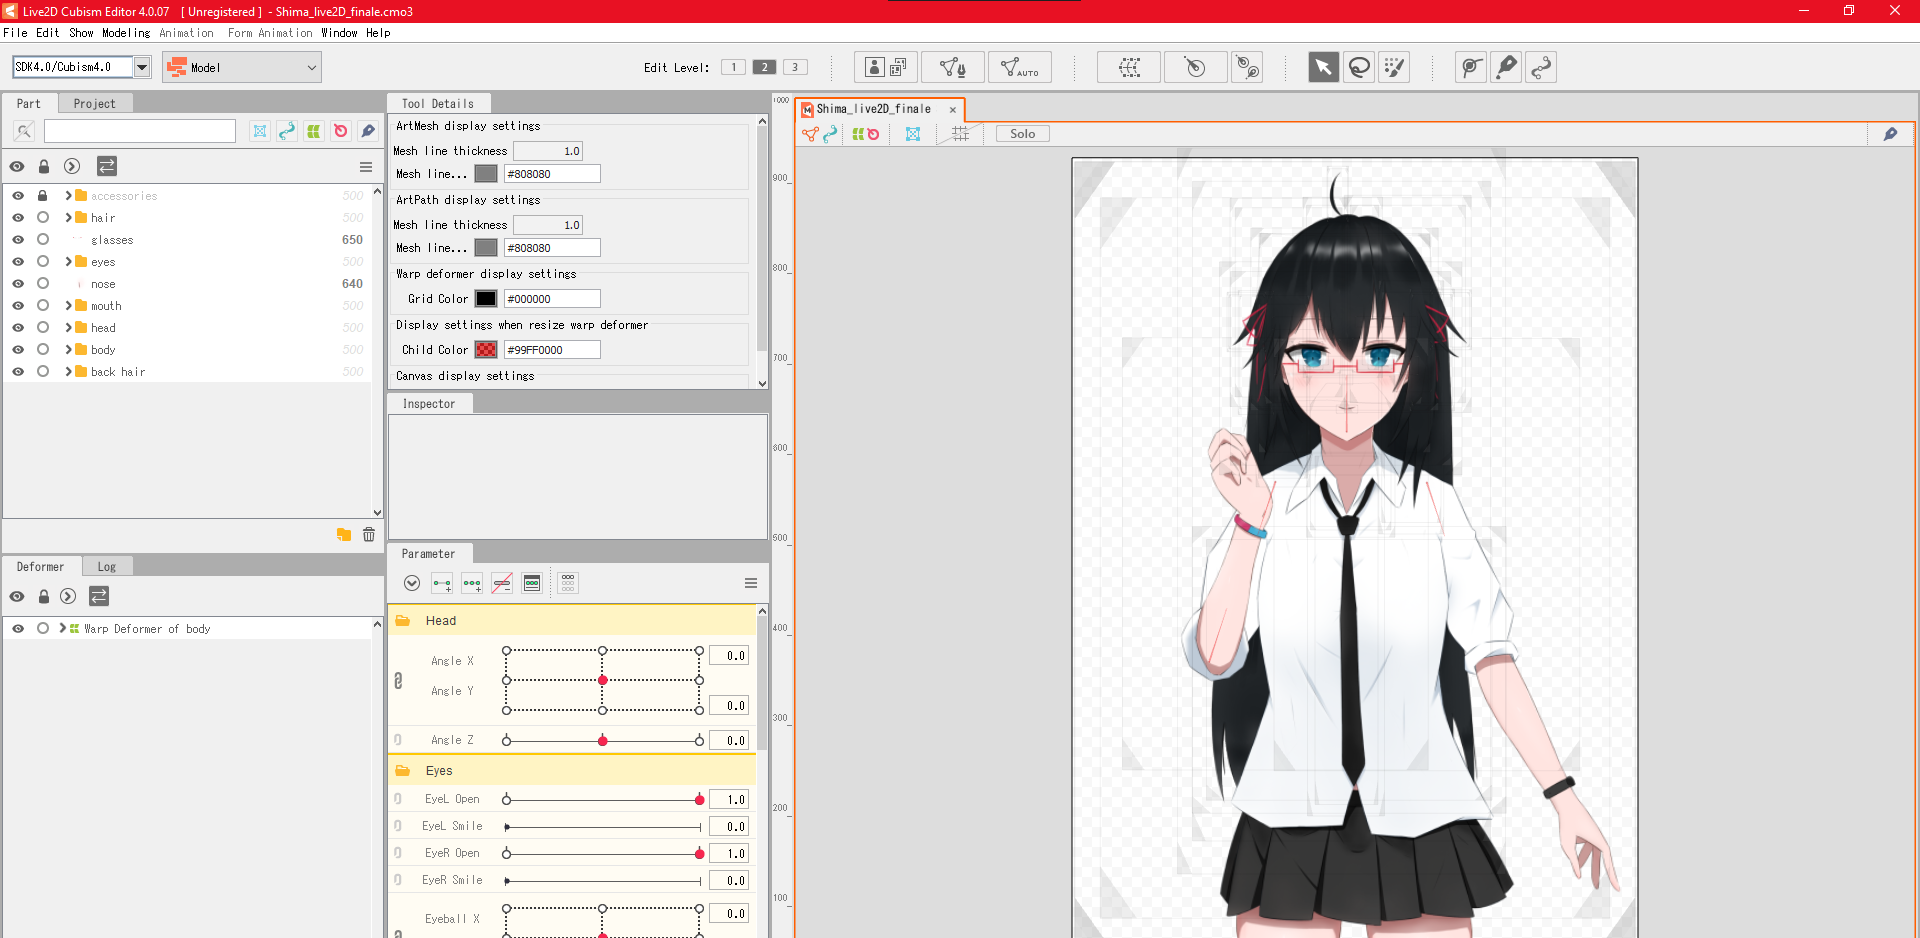 Live2D Cubism Editor 4.0.07   [ Unregistered ]  - Shima_live2D_finale.cmo3
File Edit Show Modeling Animation Form Animation Window Help
SDK4.0/Cubism4.0
Model
Edit Level: 1 2 3
AUTO
Part
Project
accessories 500
hair 500
glasses 650
eyes 500
nose 640
mouth 500
head 500
body 500
back hair 500
Deformer
Log
Warp Deformer of body
Tool Details
ArtMesh display settings
Mesh line thickness 1.0
Mesh line... #808080
ArtPath display settings
Mesh line thickness 1.0
Mesh line... #808080
Warp deformer display settings
Grid Color #000000
Display settings when resize warp deformer
Child Color #99FF0000
Canvas display settings
Inspector
Parameter
Head
Angle X 0.0
Angle Y 0.0
Angle Z 0.0
Eyes
EyeL Open 1.0
EyeL Smile 0.0
EyeR Open 1.0
EyeR Smile 0.0
Eyeball X 0.0
1000
900
800
700
600
500
400
300
200
100
Shima_live2D_finale
Solo